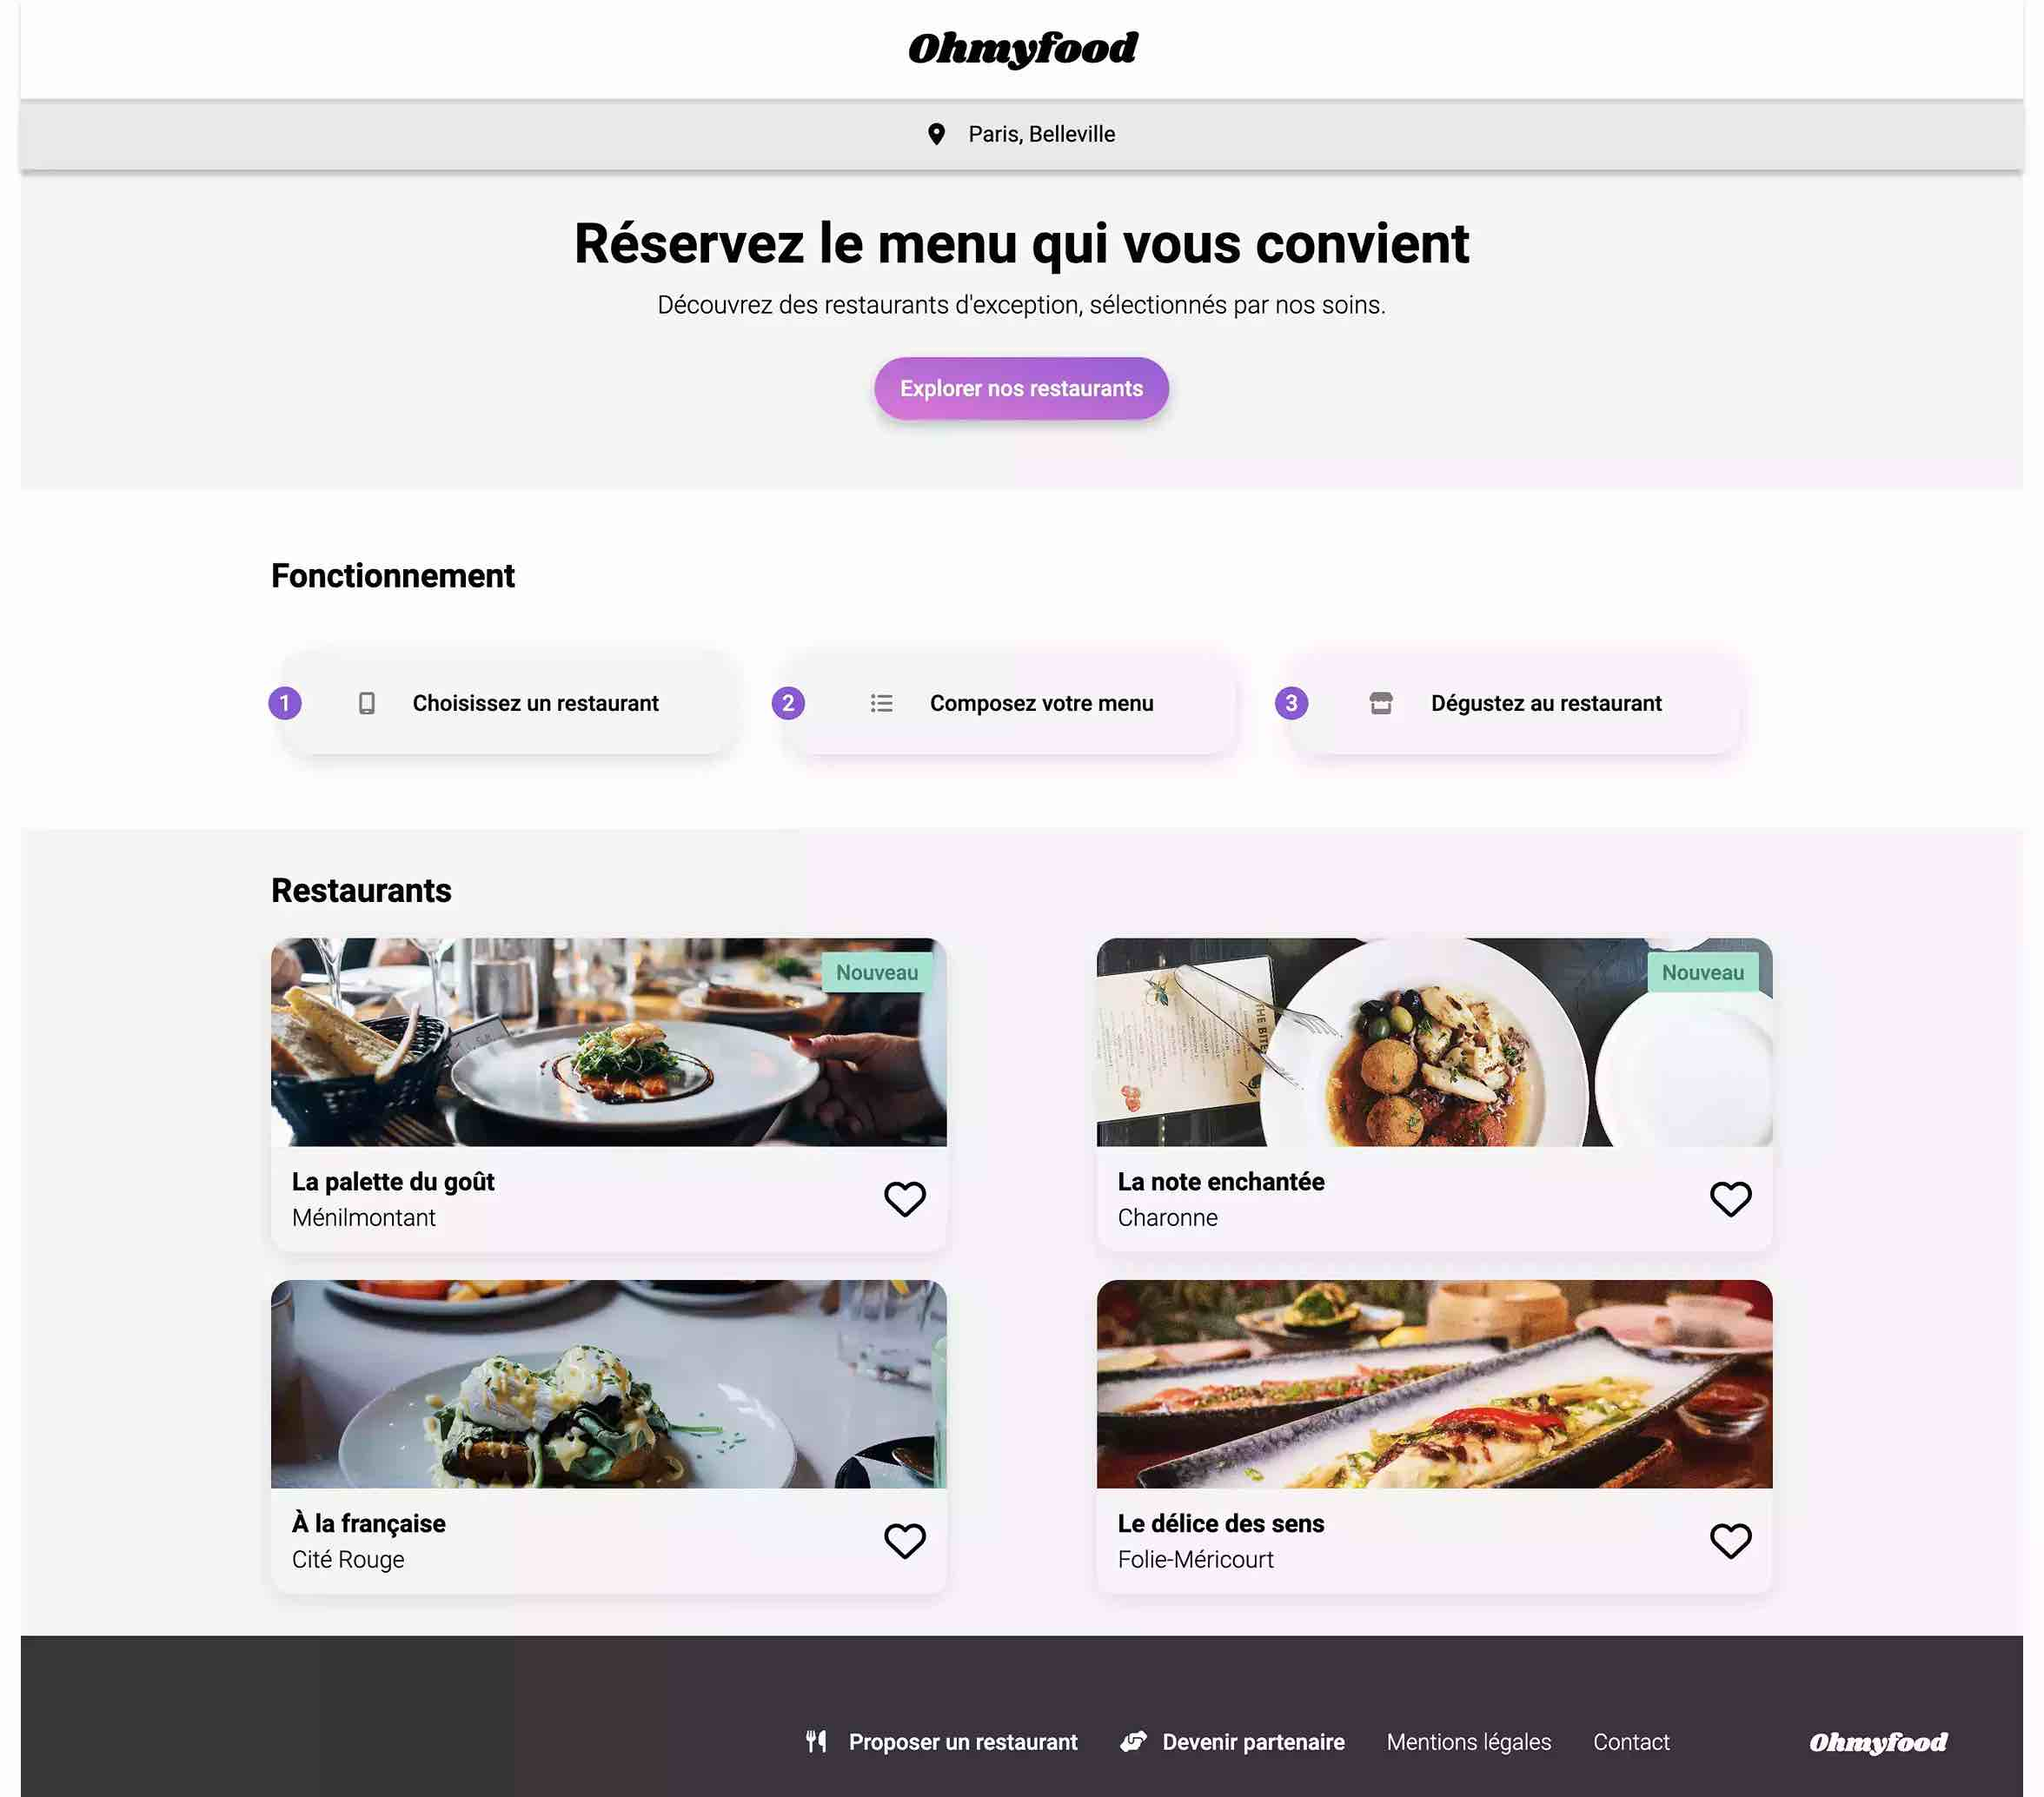 Ohmyfood
Paris, Belleville
Réservez le menu qui vous convient
Découvrez des restaurants d'exception, sélectionnés par nos soins.
Explorer nos restaurants
Fonctionnement
1 Choisissez un restaurant
2 Composez votre menu
3 Dégustez au restaurant
Restaurants
Nouveau
La palette du goût
Ménilmontant
Nouveau
THE
La note enchantée
Charonne
À la française
Cité Rouge
Le délice des sens
Folie-Méricourt
Proposer un restaurant
Devenir partenaire
Mentions légales
Contact
Ohmyfood